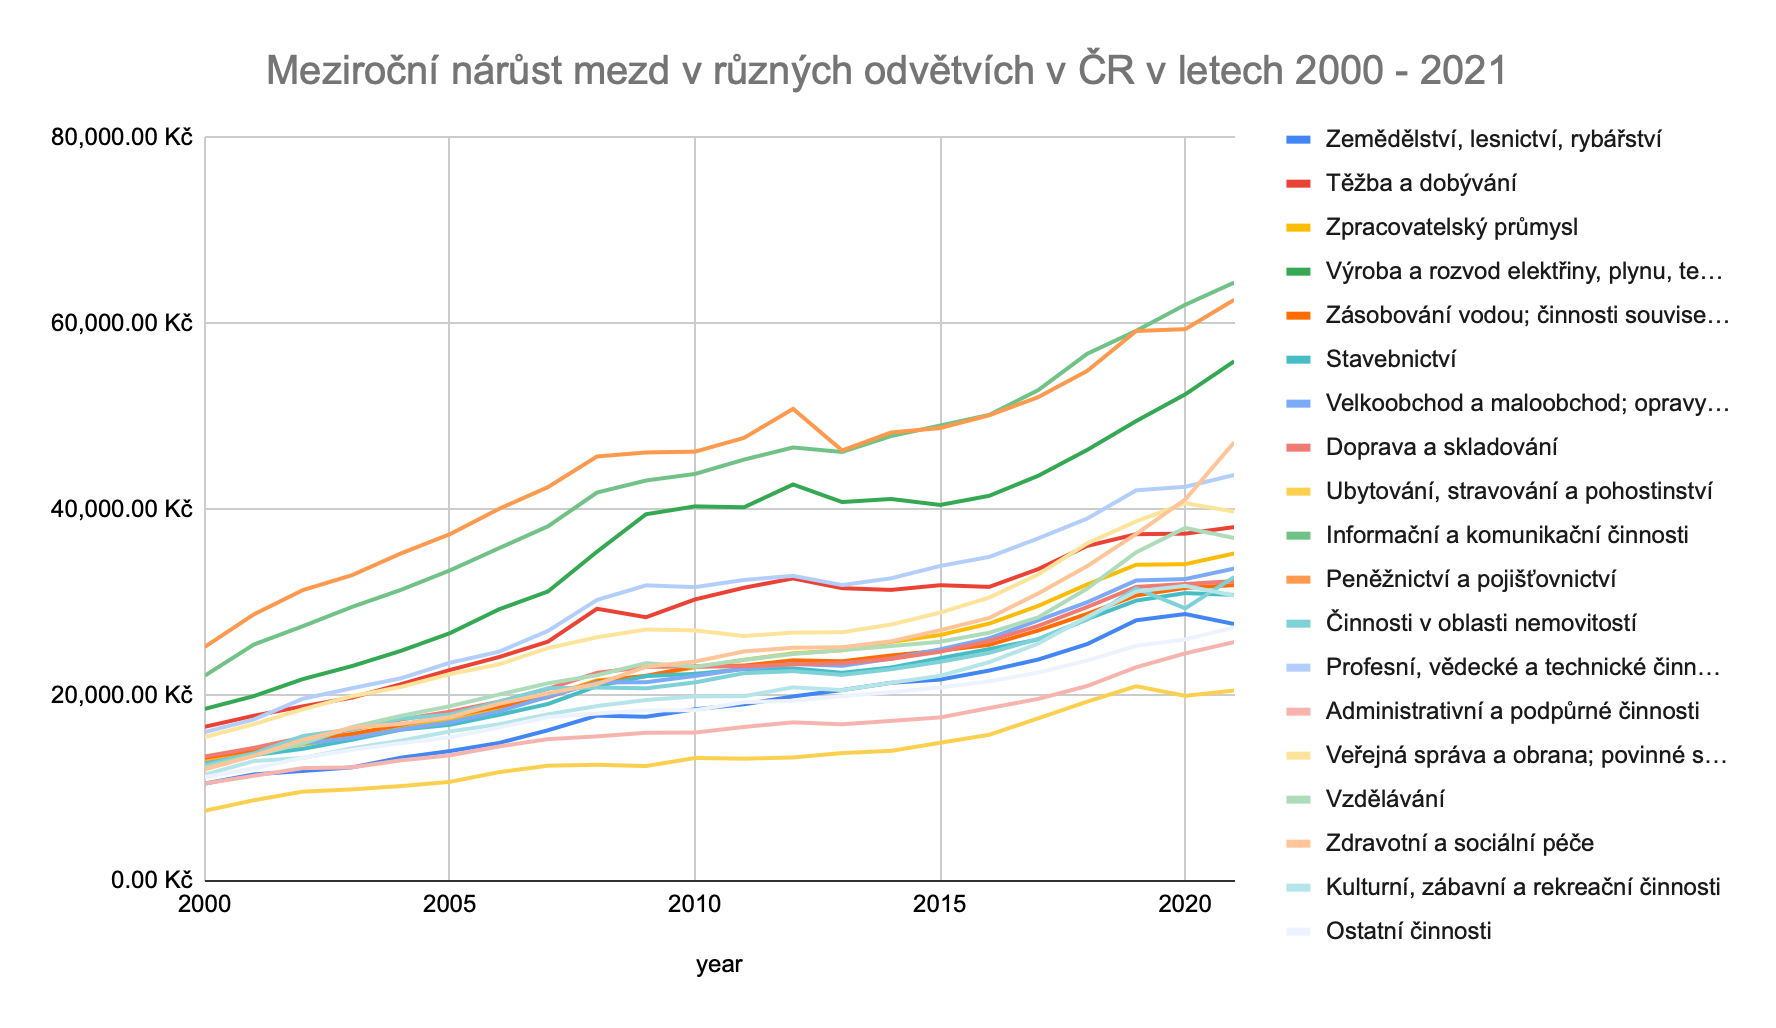 Meziroční nárůst mezd v různých odvětvích v ČR v letech 2000 - 2021
80,000.00 Kč
60,000.00 Kč
40,000.00 Kč
20,000.00 Kč
0.00 Kč
2000
2005
2010
2015
2020
year
Zemědělství, lesnictví, rybářství
Těžba a dobývání
Zpracovatelský průmysl
Výroba a rozvod elektřiny, plynu, te…
Zásobování vodou; činnosti souvise…
Stavebnictví
Velkoobchod a maloobchod; opravy…
Doprava a skladování
Ubytování, stravování a pohostinství
Informační a komunikační činnosti
Peněžnictví a pojišťovnictví
Činnosti v oblasti nemovitostí
Profesní, vědecké a technické činn…
Administrativní a podpůrné činnosti
Veřejná správa a obrana; povinné s…
Vzdělávání
Zdravotní a sociální péče
Kulturní, zábavní a rekreační činnosti
Ostatní činnosti